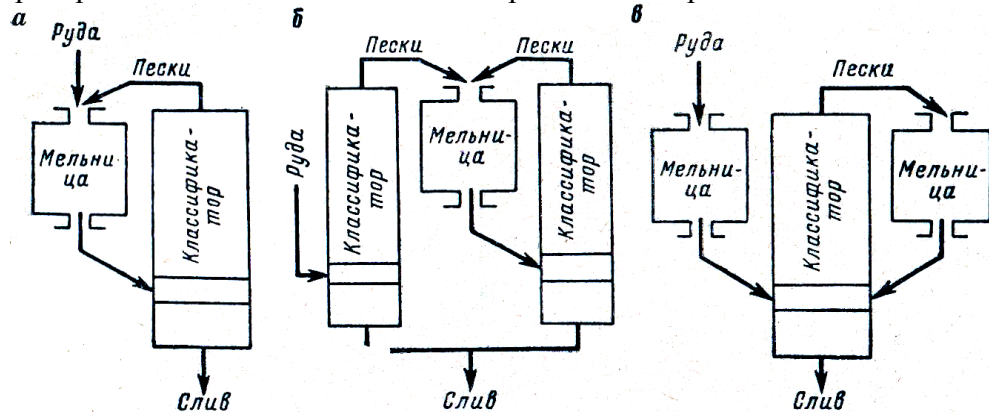 а
Руда
Пески
Мельни-
ца
Классифика-
тор
Слив
б
Пески
Пески
Руда
Классифика-
тор
Мельни-
ца
Классифика-
тор
Слив
в
Руда
Пески
Мельни-
ца
Классифика-
тор
Мельни-
ца
Слив